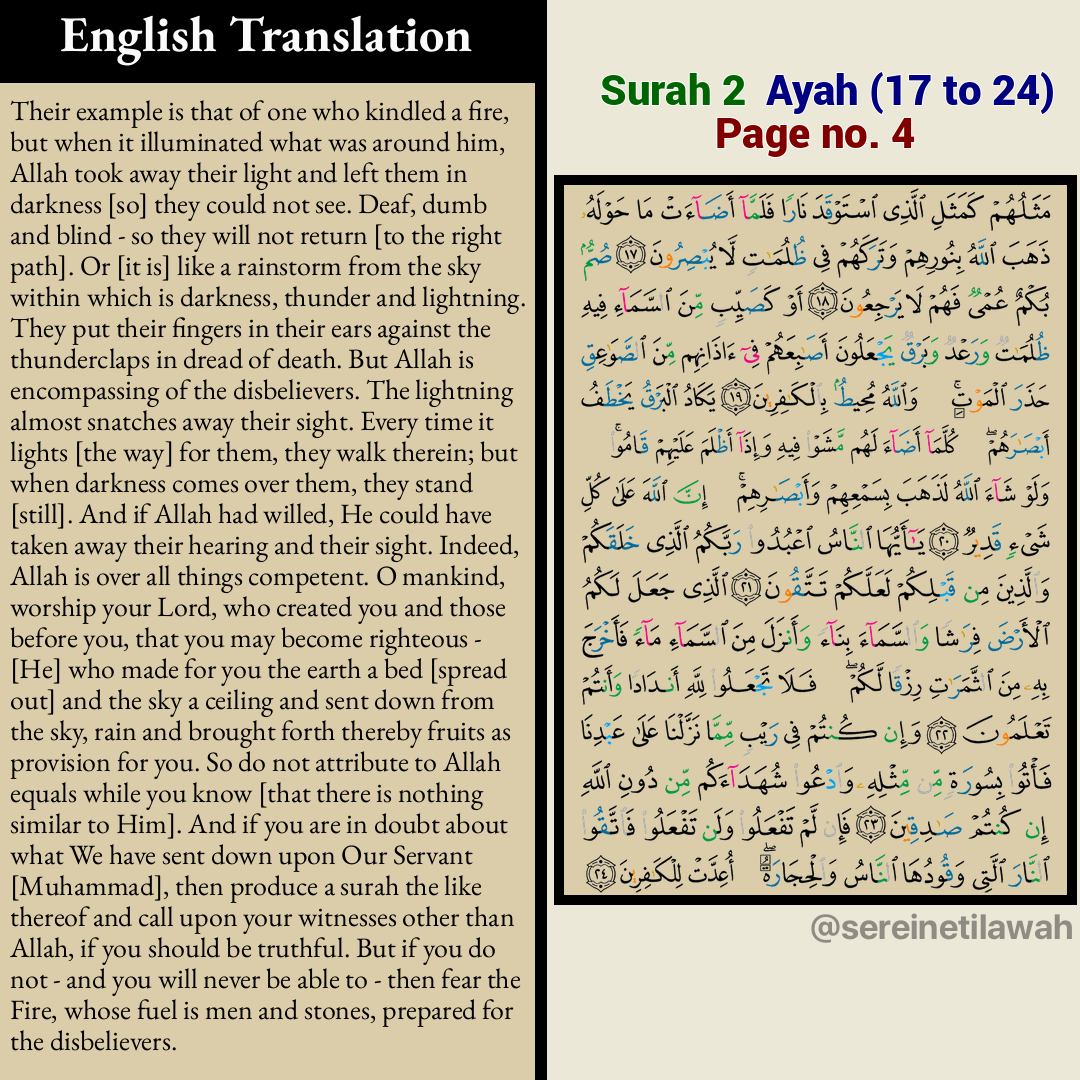 English Translation
Their example is that of one who kindled a fire,
but when it illuminated what was around him,
Allah took away their light and left them in
darkness [so] they could not see. Deaf, dumb
and blind - so they will not return [to the right
path]. Or [it is] like a rainstorm from the sky
within which is darkness, thunder and lightning.
They put their fingers in their ears against the
thunderclaps in dread of death. But Allah is
encompassing of the disbelievers. The lightning
almost snatches away their sight. Every time it
lights [the way] for them, they walk therein; but
when darkness comes over them, they stand
[still]. And if Allah had willed, He could have
taken away their hearing and their sight. Indeed,
Allah is over all things competent. O mankind,
worship your Lord, who created you and those
before you, that you may become righteous -
[He] who made for you the earth a bed [spread
out] and the sky a ceiling and sent down from
the sky, rain and brought forth thereby fruits as
provision for you. So do not attribute to Allah
equals while you know [that there is nothing
similar to Him]. And if you are in doubt about
what We have sent down upon Our Servant
[Muhammad], then produce a surah the like
thereof and call upon your witnesses other than
Allah, if you should be truthful. But if you do
not - and you will never be able to - then fear the
Fire, whose fuel is men and stones, prepared for
the disbelievers.
Surah 2 Ayah (17 to 24)
Page no. 4
مَثَلُهُمْ كَمَثَلِ ٱلَّذِى ٱسْتَوْقَدَ نَارًا فَلَمَّآ أَضَآءَتْ مَا حَوْلَهُۥ
ذَهَبَ ٱللَّهُ بِنُورِهِمْ وَتَرَكَهُمْ فِى ظُلُمَٰتٍ لَّا يُبْصِرُونَ ١٧ صُمٌّۢ
بُكْمٌ عُمْىٌ فَهُمْ لَا يَرْجِعُونَ ١٨ أَوْ كَصَيِّبٍ مِّنَ ٱلسَّمَآءِ فِيهِ
ظُلُمَٰتٌ وَرَعْدٌ وَبَرْقٌ يَجْعَلُونَ أَصَٰبِعَهُمْ فِىٓ ءَاذَانِهِم مِّنَ ٱلصَّوَٰعِقِ
حَذَرَ ٱلْمَوْتِۚ وَٱللَّهُ مُحِيطٌۢ بِٱلْكَٰفِرِينَ ١٩ يَكَادُ ٱلْبَرْقُ يَخْطَفُ
أَبْصَٰرَهُمْۖ كُلَّمَآ أَضَآءَ لَهُم مَّشَوْا۟ فِيهِ وَإِذَآ أَظْلَمَ عَلَيْهِمْ قَامُوا۟ۚ
وَلَوْ شَآءَ ٱللَّهُ لَذَهَبَ بِسَمْعِهِمْ وَأَبْصَٰرِهِمْۚ إِنَّ ٱللَّهَ عَلَىٰ كُلِّ
شَىْءٍ قَدِيرٌ ٢٠ يَٰٓأَيُّهَا ٱلنَّاسُ ٱعْبُدُوا۟ رَبَّكُمُ ٱلَّذِى خَلَقَكُمْ
وَٱلَّذِينَ مِن قَبْلِكُمْ لَعَلَّكُمْ تَتَّقُونَ ٢١ ٱلَّذِى جَعَلَ لَكُمُ
ٱلْأَرْضَ فِرَٰشًا وَٱلسَّمَآءَ بِنَآءً وَأَنزَلَ مِنَ ٱلسَّمَآءِ مَآءً فَأَخْرَجَ
بِهِۦ مِنَ ٱلثَّمَرَٰتِ رِزْقًا لَّكُمْۖ فَلَا تَجْعَلُوا۟ لِلَّهِ أَندَادًا وَأَنتُمْ
تَعْلَمُونَ ٢٢ وَإِن كُنتُمْ فِى رَيْبٍ مِّمَّا نَزَّلْنَا عَلَىٰ عَبْدِنَا
فَأْتُوا۟ بِسُورَةٍ مِّن مِّثْلِهِۦ وَٱدْعُوا۟ شُهَدَآءَكُم مِّن دُونِ ٱللَّهِ
إِن كُنتُمْ صَٰدِقِينَ ٢٣ فَإِن لَّمْ تَفْعَلُوا۟ وَلَن تَفْعَلُوا۟ فَٱتَّقُوا۟
ٱلنَّارَ ٱلَّتِى وَقُودُهَا ٱلنَّاسُ وَٱلْحِجَارَةُۖ أُعِدَّتْ لِلْكَٰفِرِينَ ٢٤
@sereinetilawah